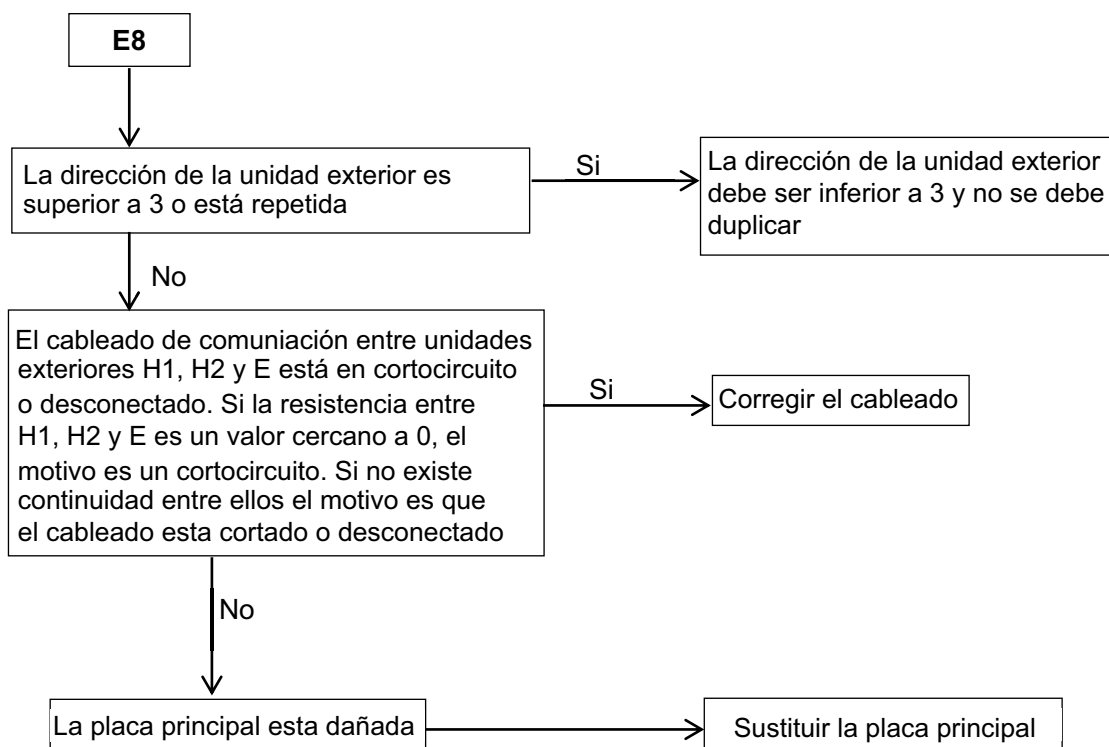 E8
La dirección de la unidad exterior es
superior a 3 o está repetida
Si
La dirección de la unidad exterior
debe ser inferior a 3 y no se debe
duplicar
No
El cableado de comuniación entre unidades
exteriores H1, H2 y E está en cortocircuito
o desconectado. Si la resistencia entre
H1, H2 y E es un valor cercano a 0, el
motivo es un cortocircuito. Si no existe
continuidad entre ellos el motivo es que
el cableado esta cortado o desconectado
Si
Corregir el cableado
No
La placa principal esta dañada
Sustituir la placa principal